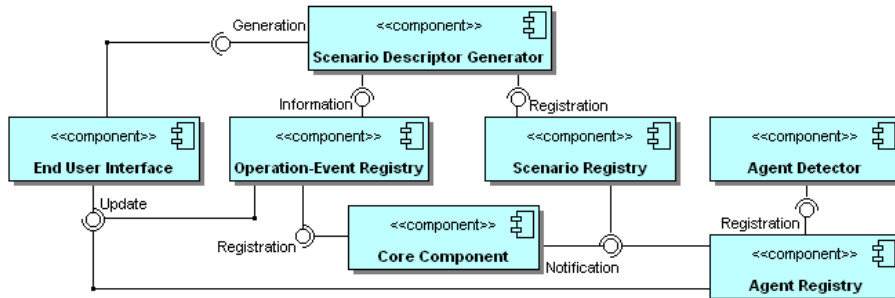 Generation
<<component>>
Scenario Descriptor Generator
Information
Registration
<<component>>
End User Interface
<<component>>
Operation-Event Registry
<<component>>
Scenario Registry
<<component>>
Agent Detector
Update
Registration
<<component>>
Core Component
Notification
Registration
<<component>>
Agent Registry